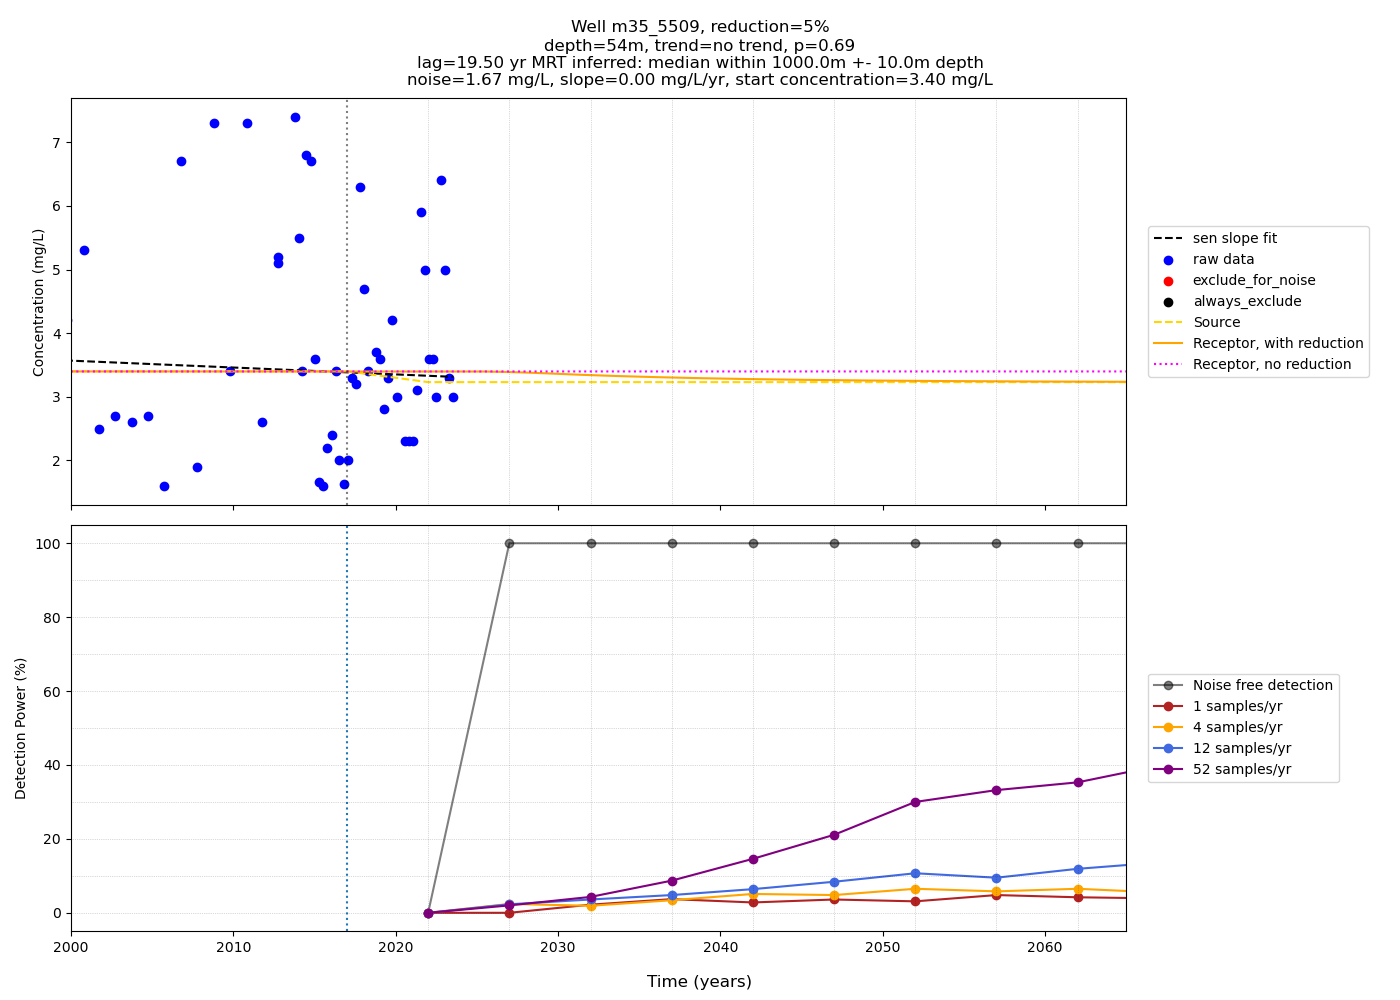 Well m35_5509, reduction=5%
depth=54m, trend=no trend, p=0.69
lag=19.50 yr MRT inferred: median within 1000.0m +- 10.0m depth
noise=1.67 mg/L, slope=0.00 mg/L/yr, start concentration=3.40 mg/L
Concentration (mg/L)
7
6
5
4
3
2
sen slope fit
raw data
exclude_for_noise
always_exclude
Source
Receptor, with reduction
Receptor, no reduction
Detection Power (%)
100
80
60
40
20
0
Noise free detection
1 samples/yr
4 samples/yr
12 samples/yr
52 samples/yr
2000
2010
2020
2030
2040
2050
2060
Time (years)